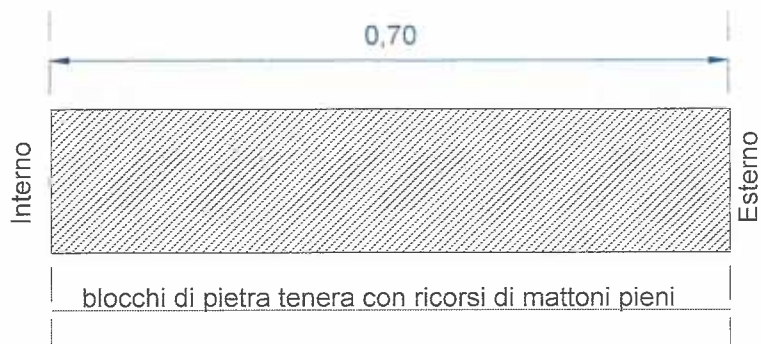 0,70
Interno
Esterno
blocchi di pietra tenera con ricorsi di mattoni pieni